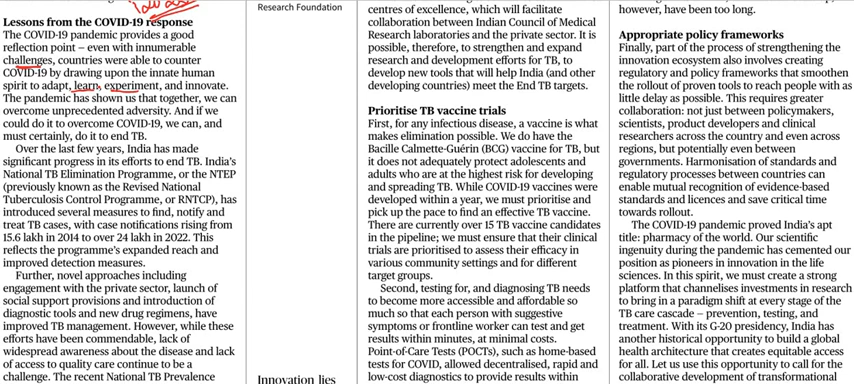 low cost
Lessons from the COVID-19 response
The COVID-19 pandemic provides a good
reflection point — even with innumerable
challenges, countries were able to counter
COVID-19 by drawing upon the innate human
spirit to adapt, learn, experiment, and innovate.
The pandemic has shown us that together, we can
overcome unprecedented adversity. And if we
could do it to overcome COVID-19, we can, and
must certainly, do it to end TB.
Over the last few years, India has made
significant progress in its efforts to end TB. India's
National TB Elimination Programme, or the NTEP
(previously known as the Revised National
Tuberculosis Control Programme, or RNTCP), has
introduced several measures to find, notify and
treat TB cases, with case notifications rising from
15.6 lakh in 2014 to over 24 lakh in 2022. This
reflects the programme's expanded reach and
improved detection measures.
Further, novel approaches including
engagement with the private sector, launch of
social support provisions and introduction of
diagnostic tools and new drug regimens, have
improved TB management. However, while these
efforts have been commendable, lack of
widespread awareness about the disease and lack
of access to quality care continue to be a
challenge. The recent National TB Prevalence
Research Foundation
Innovation lies
centres of excellence, which will facilitate
collaboration between Indian Council of Medical
Research laboratories and the private sector. It is
possible, therefore, to strengthen and expand
research and development efforts for TB, to
develop new tools that will help India (and other
developing countries) meet the End TB targets.
Prioritise TB vaccine trials
First, for any infectious disease, a vaccine is what
makes elimination possible. We do have the
Bacille Calmette-Guérin (BCG) vaccine for TB, but
it does not adequately protect adolescents and
adults who are at the highest risk for developing
and spreading TB. While COVID-19 vaccines were
developed within a year, we must prioritise and
pick up the pace to find an effective TB vaccine.
There are currently over 15 TB vaccine candidates
in the pipeline; we must ensure that their clinical
trials are prioritised to assess their efficacy in
various community settings and for different
target groups.
Second, testing for, and diagnosing TB needs
to become more accessible and affordable so
much so that each person with suggestive
symptoms or frontline worker can test and get
results within minutes, at minimal costs.
Point-of-Care Tests (POCTs), such as home-based
tests for COVID, allowed decentralised, rapid and
low-cost diagnostics to provide results within
however, have been too long.
Appropriate policy frameworks
Finally, part of the process of strengthening the
innovation ecosystem also involves creating
regulatory and policy frameworks that smoothen
the rollout of proven tools to reach people with as
little delay as possible. This requires greater
collaboration: not just between policymakers,
scientists, product developers and clinical
researchers across the country and even across
regions, but potentially even between
governments. Harmonisation of standards and
regulatory processes between countries can
enable mutual recognition of evidence-based
standards and licences and save critical time
towards rollout.
The COVID-19 pandemic proved India's apt
title: pharmacy of the world. Our scientific
ingenuity during the pandemic has cemented our
position as pioneers in innovation in the life
sciences. In this spirit, we must create a strong
platform that channelises investments in research
to bring in a paradigm shift at every stage of the
TB care cascade — prevention, testing, and
treatment. With its G-20 presidency, India has
another historical opportunity to build a global
health architecture that creates equitable access
for all. Let us use this opportunity to call for the
collaborative development of transformational